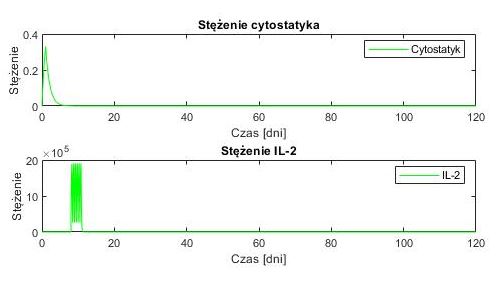 Stężenie cytostatyka
0.4
0.2
0
Stężenie
Cytostatyk
0 20 40 60 80 100 120
Czas [dni]
Stężenie IL-2
×10^5
20
10
0
Stężenie
IL-2
0 20 40 60 80 100 120
Czas [dni]